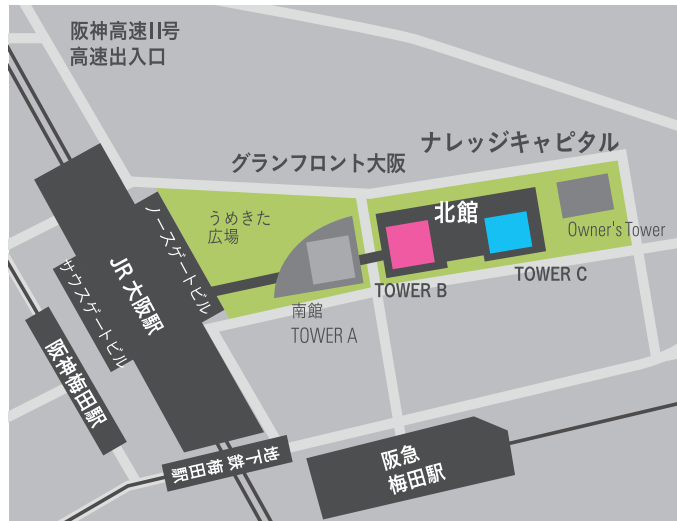 阪神高速11号
高速出入口
ナレッジキャピタル
グランフロント大阪
うめきた
広場
北館
Owner's Tower
TOWER C
TOWER B
南館
TOWER A
ノースゲートビル
JR大阪駅
サウスゲートビル
阪神梅田駅
地下鉄梅田駅
阪急
梅田駅